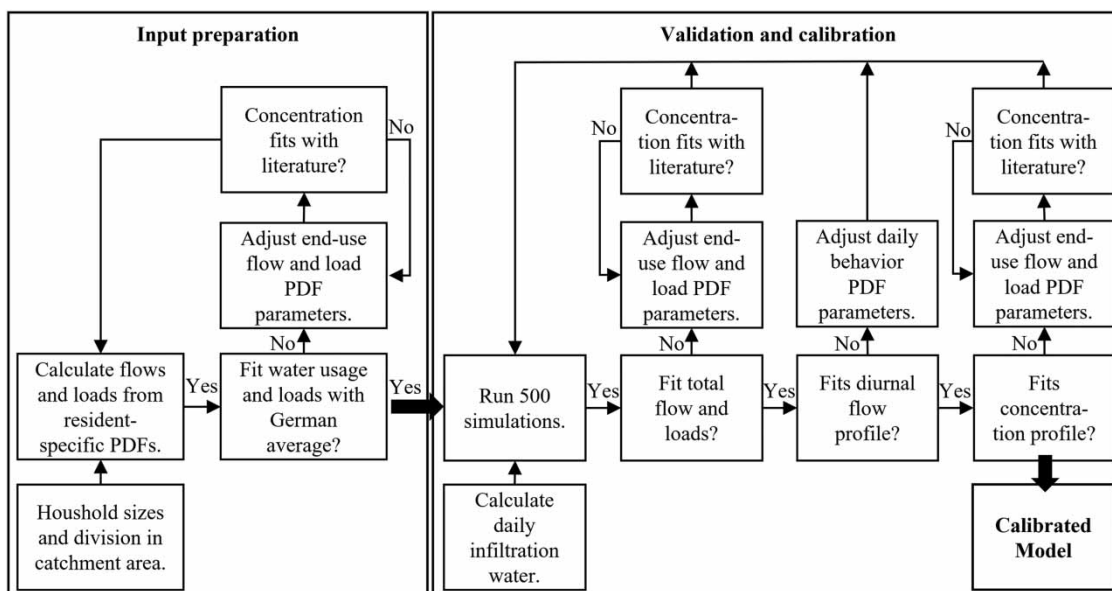 Input preparation
Concentration
fits with
literature?
No
Adjust end-use
flow and load
PDF
parameters.
No
Calculate flows
and loads from
resident-
specific PDFs.
Yes
Fit water usage
and loads with
German
average?
Yes
Houshold sizes
and division in
catchment area.
Validation and calibration
Concentra-
tion fits with
literature?
No
Adjust end-
use flow and
load PDF
parameters.
No
Adjust daily
behavior
PDF
parameters.
No
Concentra-
tion fits with
literature?
No
Adjust end-
use flow and
load PDF
parameters.
No
Run 500
simulations.
Yes
Fit total
flow and
loads?
Yes
Fits diurnal
flow
profile?
Yes
Fits
concentra-
tion profile?
Calculate
daily
infiltration
water.
Calibrated
Model